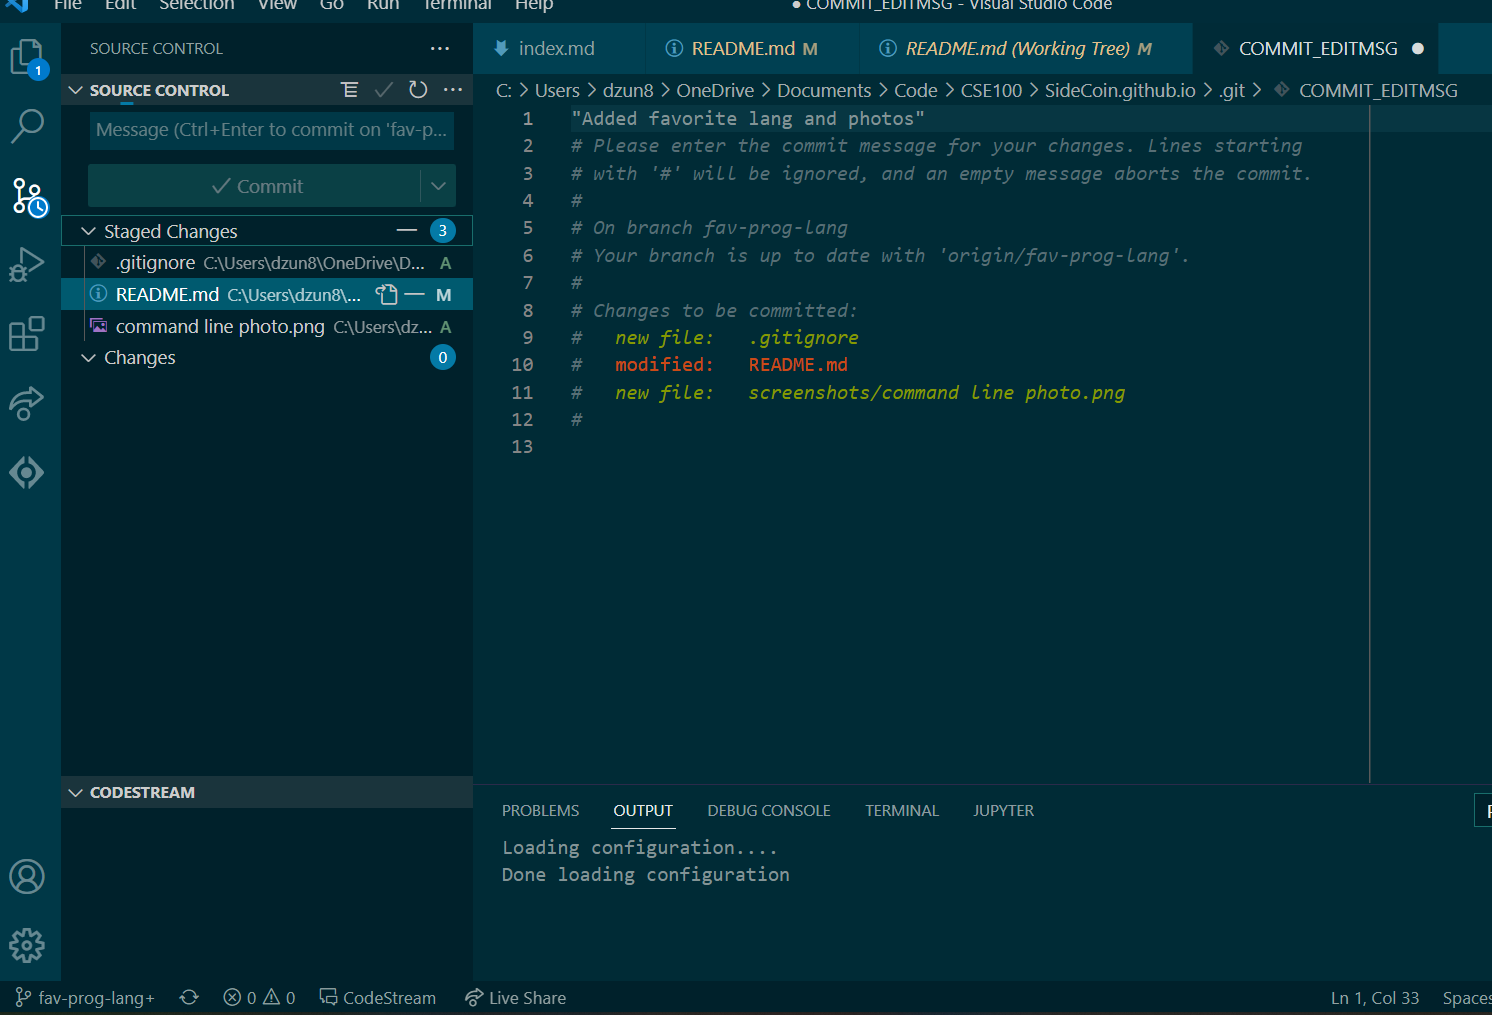 File Edit Selection View Go Run Terminal Help
● COMMIT_EDITMSG - Visual Studio Code
SOURCE CONTROL ...
index.md
README.md M
README.md (Working Tree) M
COMMIT_EDITMSG ●
1
SOURCE CONTROL ...
C: > Users > dzun8 > OneDrive > Documents > Code > CSE100 > SideCoin.github.io > .git > COMMIT_EDITMSG
Message (Ctrl+Enter to commit on 'fav-p...
Commit
Staged Changes 3
.gitignore C:\Users\dzun8\OneDrive\D... A
README.md C:\Users\dzun8\... M
command line photo.png C:\Users\dz... A
Changes 0
1 "Added favorite lang and photos"
2 # Please enter the commit message for your changes. Lines starting
3 # with '#' will be ignored, and an empty message aborts the commit.
4 #
5 # On branch fav-prog-lang
6 # Your branch is up to date with 'origin/fav-prog-lang'.
7 #
8 # Changes to be committed:
9 # new file: .gitignore
10 # modified: README.md
11 # new file: screenshots/command line photo.png
12 #
13
CODESTREAM
PROBLEMS OUTPUT DEBUG CONSOLE TERMINAL JUPYTER
Loading configuration....
Done loading configuration
fav-prog-lang+ 0 0 CodeStream Live Share Ln 1, Col 33 Spaces